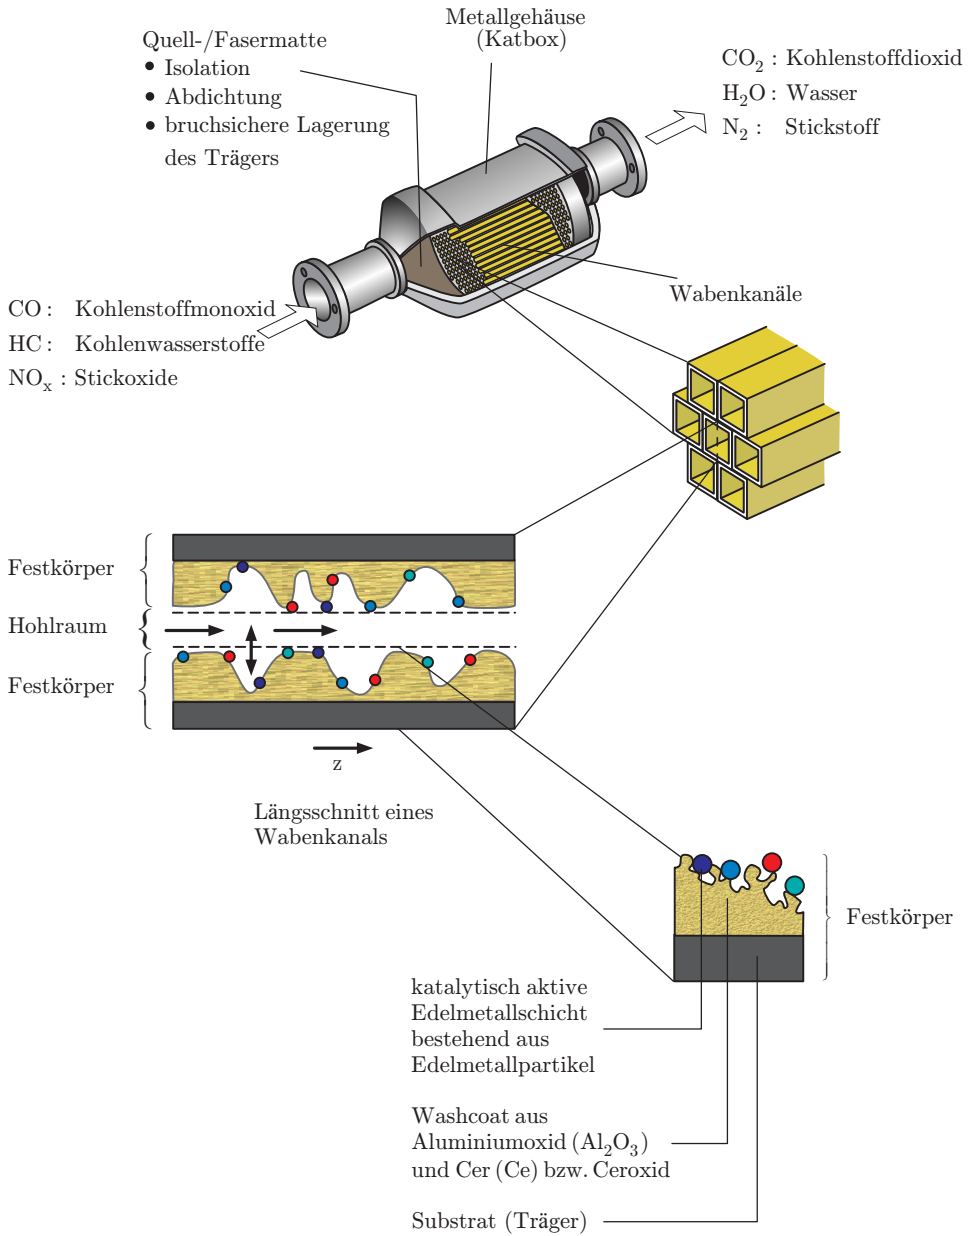 Metallgehäuse
(Katbox)
Quell-/Fasermatte
• Isolation
• Abdichtung
• bruchsichere Lagerung
des Trägers
CO₂ : Kohlenstoffdioxid
H₂O : Wasser
N₂ : Stickstoff
Wabenkanäle
CO : Kohlenstoffmonoxid
HC : Kohlenwasserstoffe
NOₓ : Stickoxide
Festkörper
Hohlraum
Festkörper
z
Längsschnitt eines
Wabenkanals
Festkörper
katalytisch aktive
Edelmetallschicht
bestehend aus
Edelmetallpartikel
Washcoat aus
Aluminiumoxid (Al₂O₃)
und Cer (Ce) bzw. Ceroxid
Substrat (Träger)